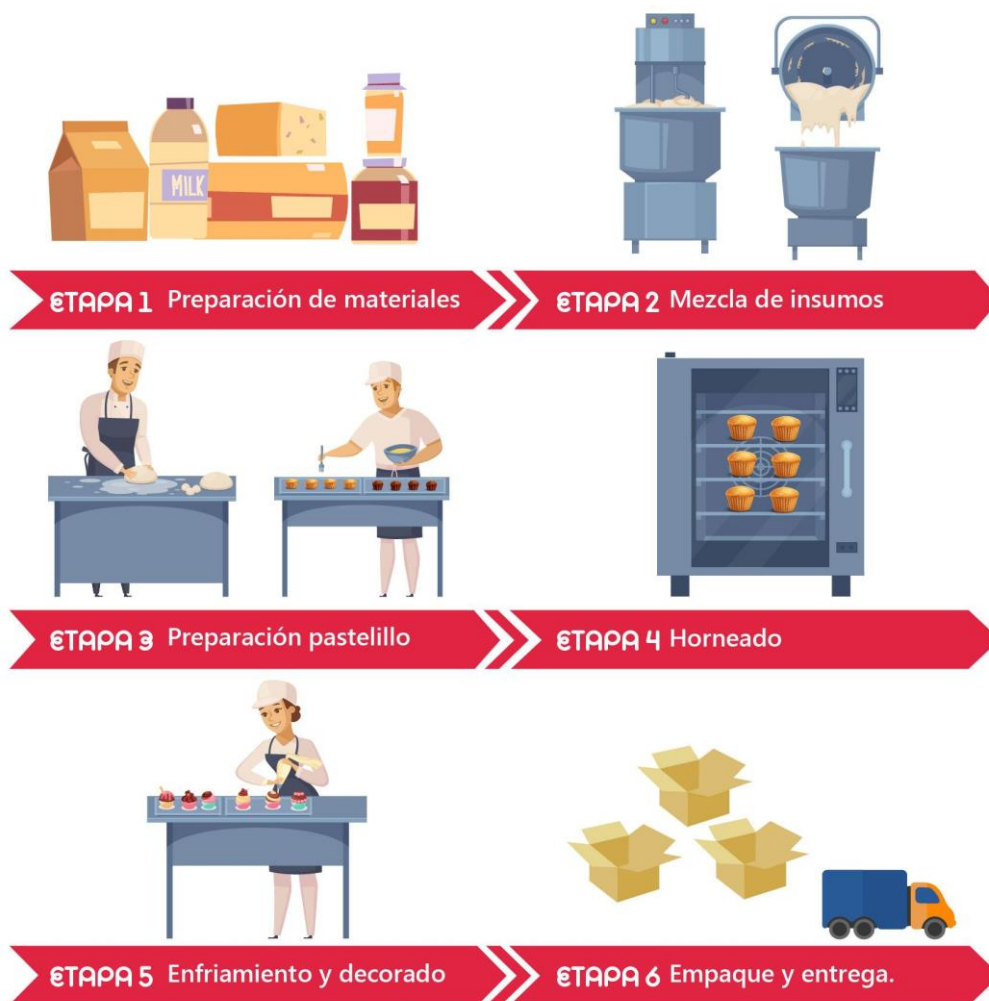 MILK
ETAPA 1 Preparación de materiales
ETAPA 2 Mezcla de insumos
ETAPA 3 Preparación pastelillo
ETAPA 4 Horneado
ETAPA 5 Enfriamiento y decorado
ETAPA 6 Empaque y entrega.